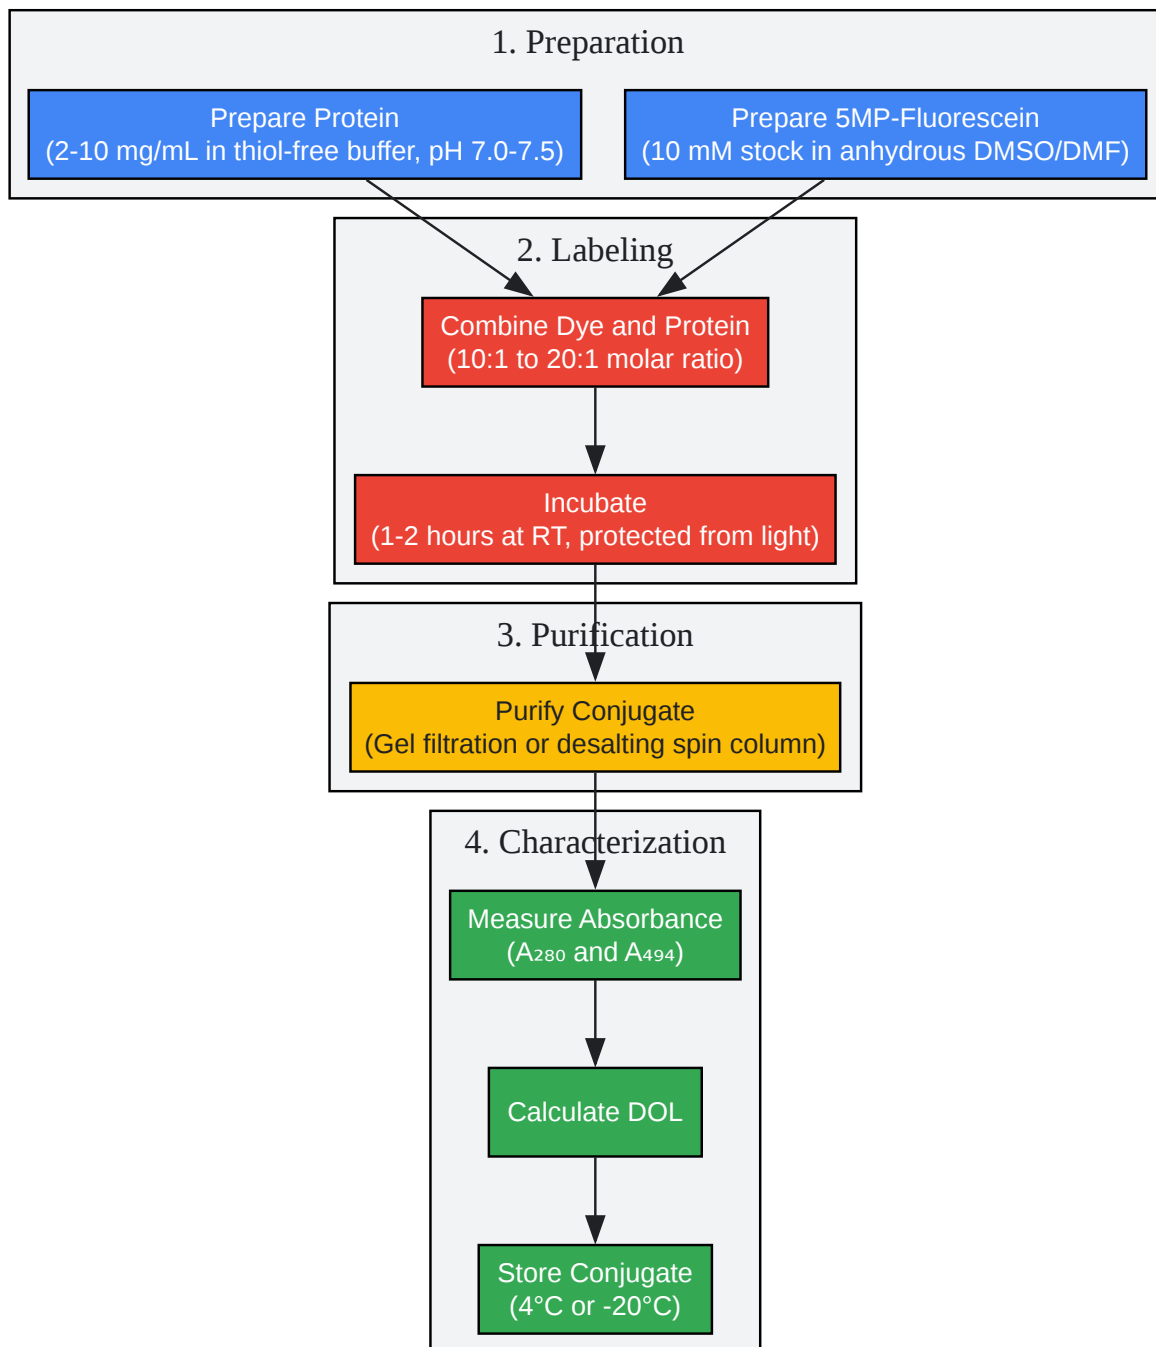 1. Preparation
Prepare Protein
(2-10 mg/mL in thiol-free buffer, pH 7.0-7.5)
Prepare 5MP-Fluorescein
(10 mM stock in anhydrous DMSO/DMF)
2. Labeling
Combine Dye and Protein
(10:1 to 20:1 molar ratio)
Incubate
(1-2 hours at RT, protected from light)
3. Purification
Purify Conjugate
(Gel filtration or desalting spin column)
4. Characterization
Measure Absorbance
(A₂₈₀ and A₄₉₄)
Calculate DOL
Store Conjugate
(4°C or -20°C)